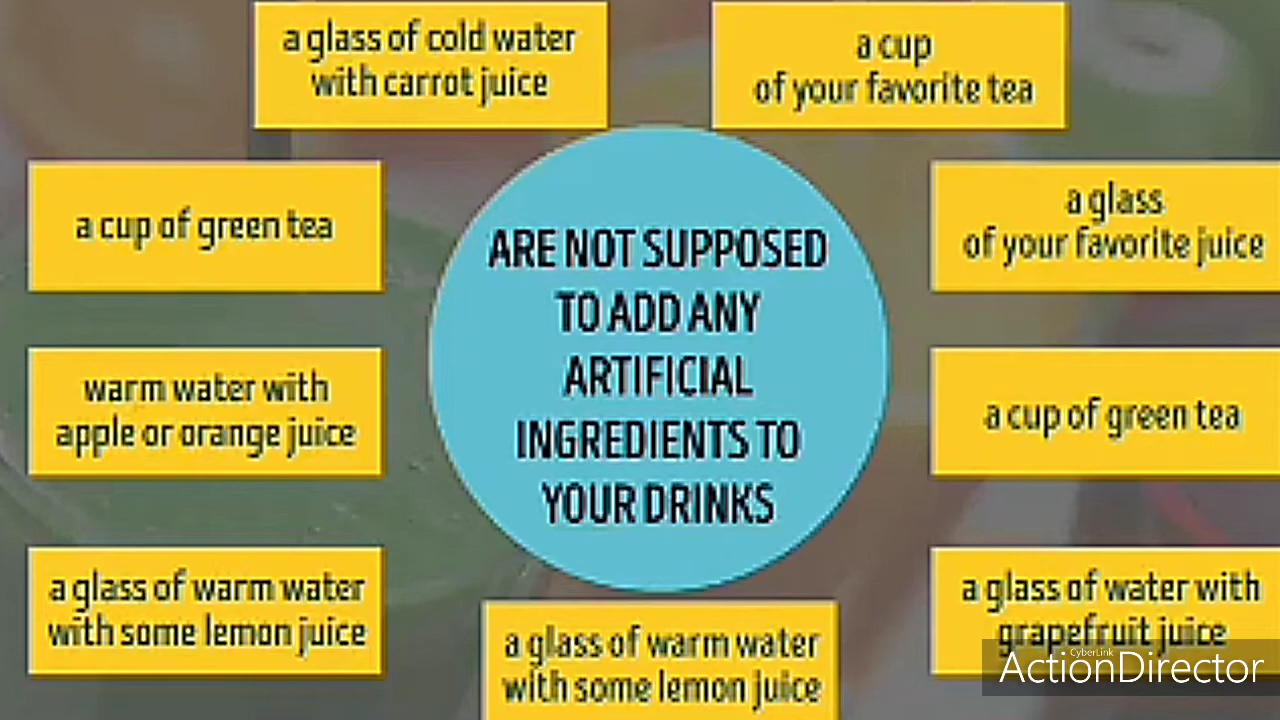 a glass of cold water
with carrot juice
a cup
of your favorite tea
a cup of green tea
a glass
of your favorite juice
ARE NOT SUPPOSED
TO ADD ANY
ARTIFICIAL
INGREDIENTS TO
YOUR DRINKS
warm water with
apple or orange juice
a cup of green tea
a glass of warm water
with some lemon juice
a glass of warm water
with some lemon juice
a glass of water with
grapefruit juice
CyberLink
ActionDirector